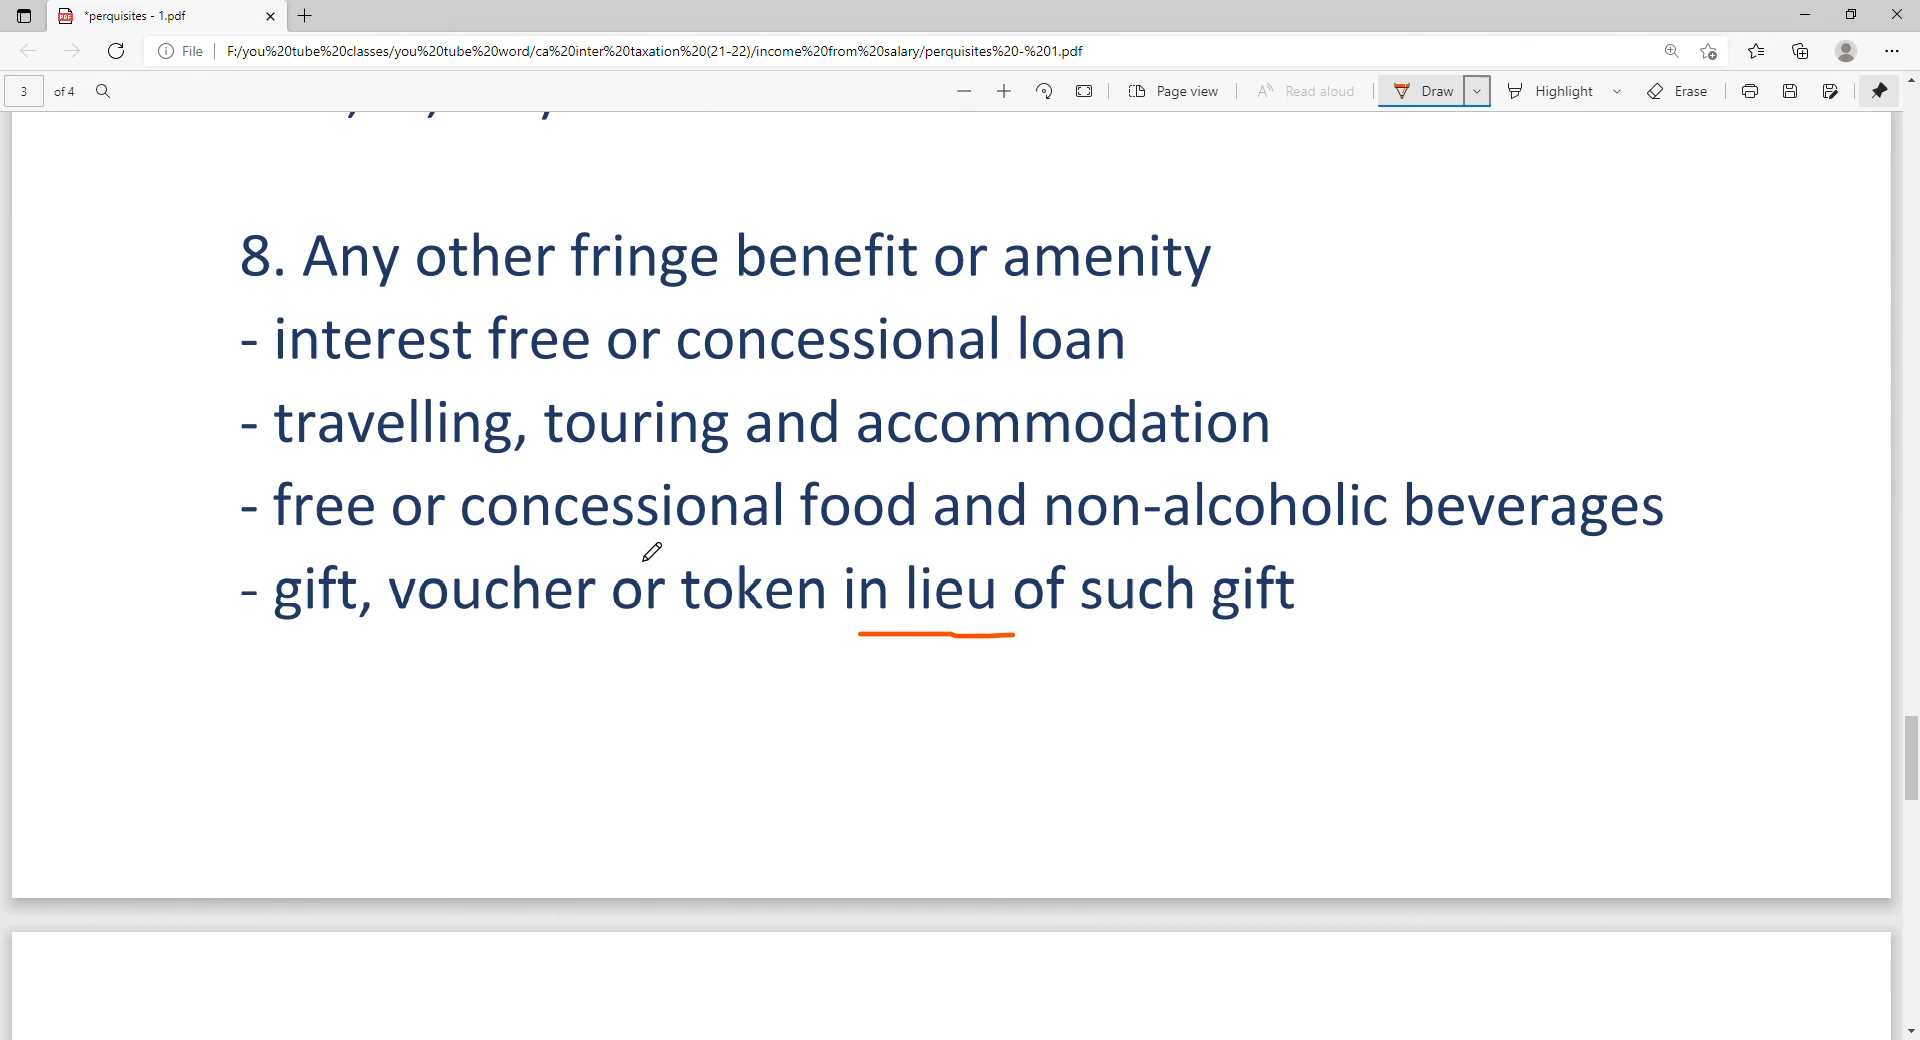 *perquisites - 1.pdf
File
F:/you%20tube%20classes/you%20tube%20word/ca%20inter%20taxation%20(21-22)/income%20from%20salary/perquisites%20-%201.pdf
3 of 4
Page view
Read aloud
Draw
Highlight
Erase
8. Any other fringe benefit or amenity
- interest free or concessional loan
- travelling, touring and accommodation
- free or concessional food and non-alcoholic beverages
- gift, voucher or token in lieu of such gift